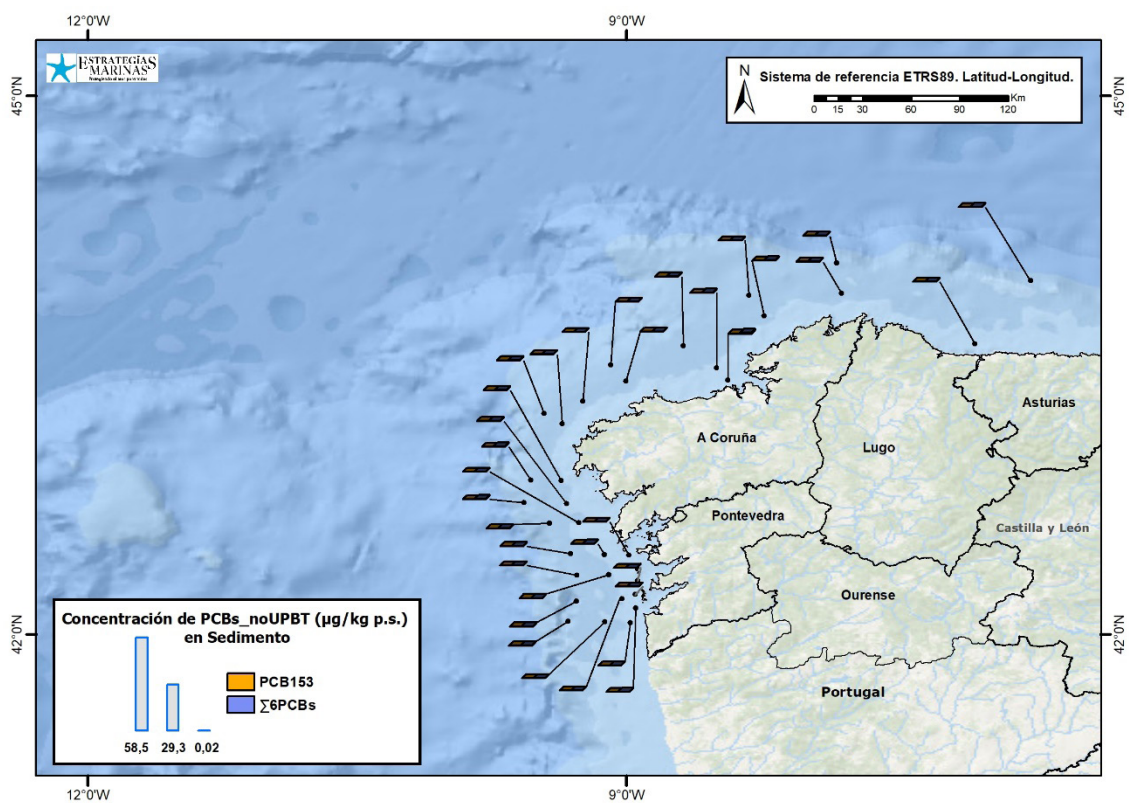 12°0'W
9°0'W
ESTRATEGÍAS
MARINAS
N
Sistema de referencia ETRS89. Latitud-Longitud.
Km
0 15 30 60 90 120
45°0'N
45°0'N
Asturias
A Coruña
Lugo
Pontevedra
Castilla y León
Ourense
42°0'N
42°0'N
Portugal
Concentración de PCBs_noUPBT (µg/kg p.s.)
en Sedimento
PCB153
∑6PCBs
58,5 29,3 0,02
12°0'W
9°0'W